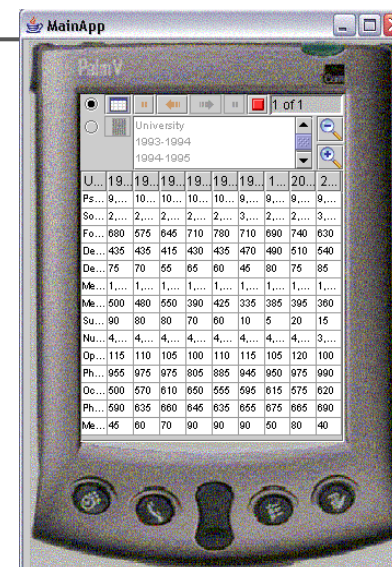 MainApp
PalmV
1 of 1
University
1993-1994
1994-1995
U... 19... 19... 19... 19... 19... 19... 1... 20... 2...
Ps... 9,... 10... 10... 10... 10... 9,... 9,... 9,... 9,...
So... 2,... 2,... 2,... 2,... 2,... 3,... 2,... 2,... 3,...
Fo... 680 575 645 710 780 710 690 740 630
De... 435 435 415 430 435 470 490 510 540
De... 75 70 55 65 60 45 80 75 85
Me... 1,... 1,... 1,... 1,... 1,... 1,... 1,... 1,... 1,...
Me... 500 480 550 390 425 335 385 395 360
Su... 90 80 80 70 60 10 5 20 15
Nu... 4,... 4,... 4,... 4,... 4,... 4,... 4,... 4,... 3,...
Op... 115 110 105 100 110 115 105 120 100
Ph... 955 975 975 805 885 945 950 975 990
Oc... 500 570 610 650 555 595 615 575 620
Ph... 590 635 660 645 635 655 675 665 690
Me... 45 60 70 90 90 90 50 80 40